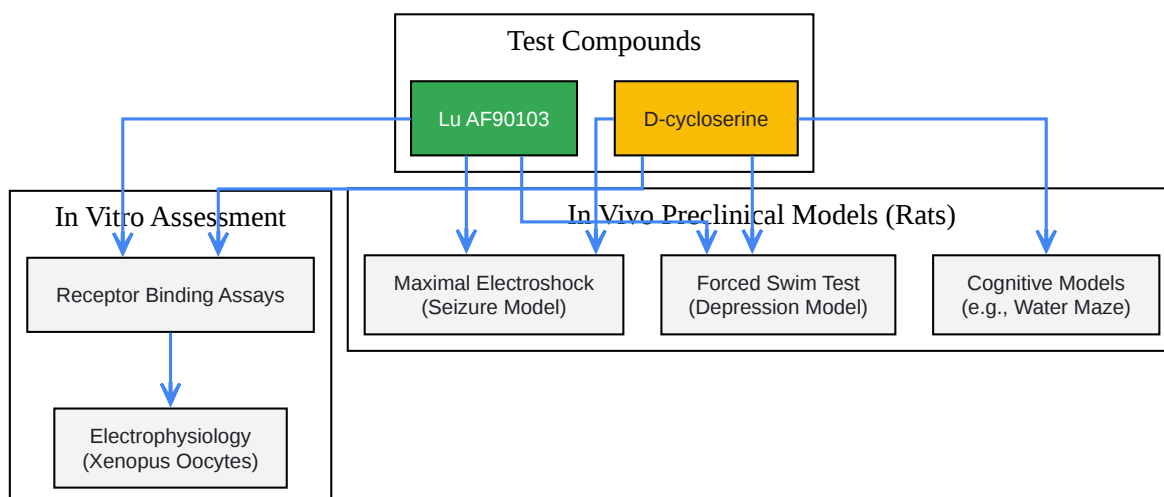 Test Compounds
Lu AF90103
D-cycloserine
In Vitro Assessment
In Vivo Preclinical Models (Rats)
Receptor Binding Assays
Maximal Electroshock
(Seizure Model)
Forced Swim Test
(Depression Model)
Cognitive Models
(e.g., Water Maze)
Electrophysiology
(Xenopus Oocytes)